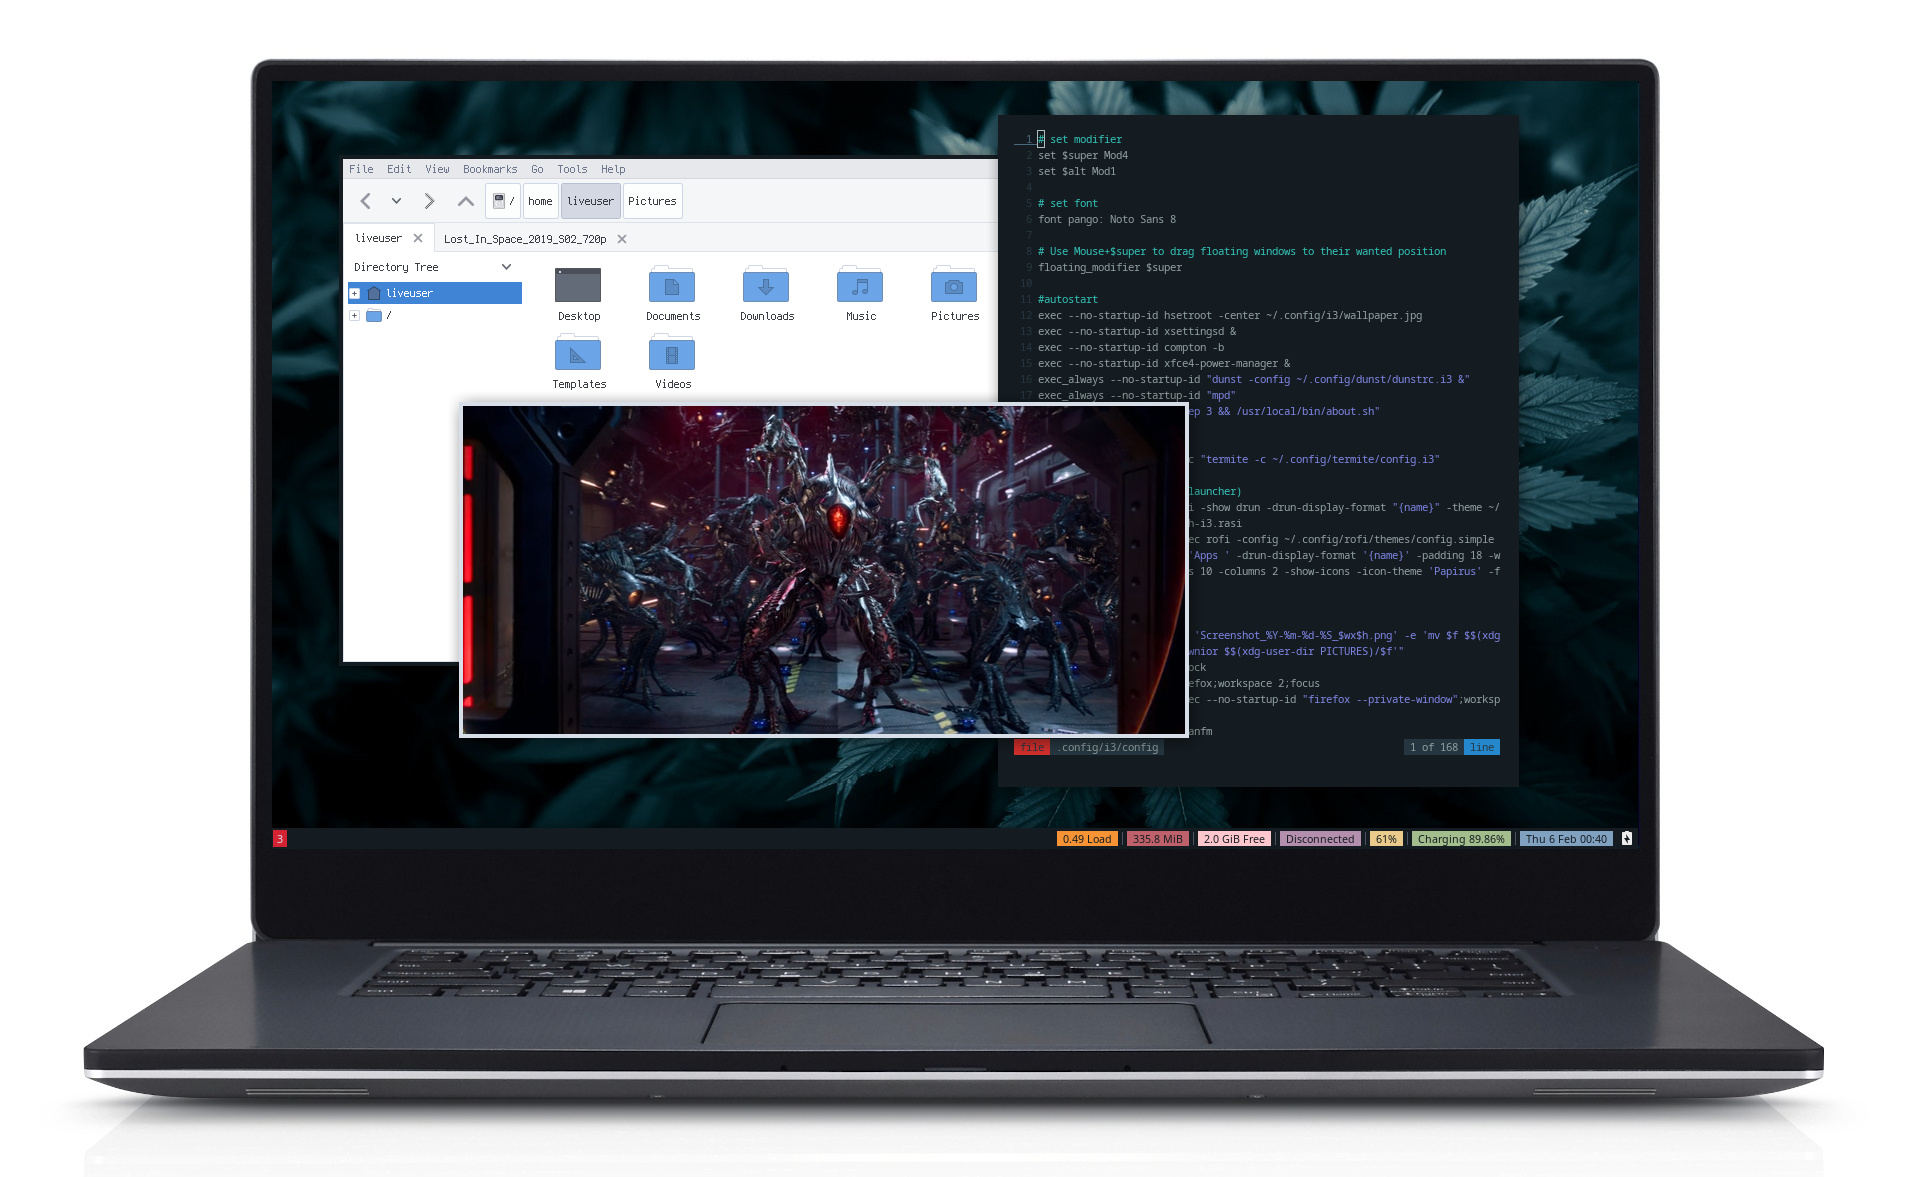 File Edit View Bookmarks Go Tools Help
/ home liveuser Pictures
liveuser Lost_In_Space_2019_S02_720p
Directory Tree
liveuser
/
Desktop Documents Downloads Music Pictures
Templates Videos
1 # set modifier
2 set $super Mod4
3 set $alt Mod1
4
5 # set font
6 font pango: Noto Sans 8
7
8 # Use Mouse+$super to drag floating windows to their wanted position
9 floating_modifier $super
10
11 #autostart
12 exec --no-startup-id hsetroot -center ~/.config/i3/wallpaper.jpg
13 exec --no-startup-id xsettingsd &
14 exec --no-startup-id compton -b
15 exec --no-startup-id xfce4-power-manager &
16 exec_always --no-startup-id "dunst -config ~/.config/dunst/dunstrc.i3 &"
17 exec_always --no-startup-id "mpd"
ep 3 && /usr/local/bin/about.sh"
c "termite -c ~/.config/termite/config.i3"
launcher)
i -show drun -drun-display-format "{name}" -theme ~/
h-i3.rasi
ec rofi -config ~/.config/rofi/themes/config.simple
'Apps ' -drun-display-format '{name}' -padding 18 -w
s 10 -columns 2 -show-icons -icon-theme 'Papirus' -f
'Screenshot_%Y-%m-%d-%S_$wx$h.png' -e 'mv $f $$(xdg
wnior $$(xdg-user-dir PICTURES)/$f'"
ock
efox;workspace 2;focus
ec --no-startup-id "firefox --private-window";worksp
anfm
file .config/i3/config 1 of 168 line
3 0.49 Load 335.8 MiB 2.0 GiB Free Disconnected 61% Charging 89.86% Thu 6 Feb 00:40